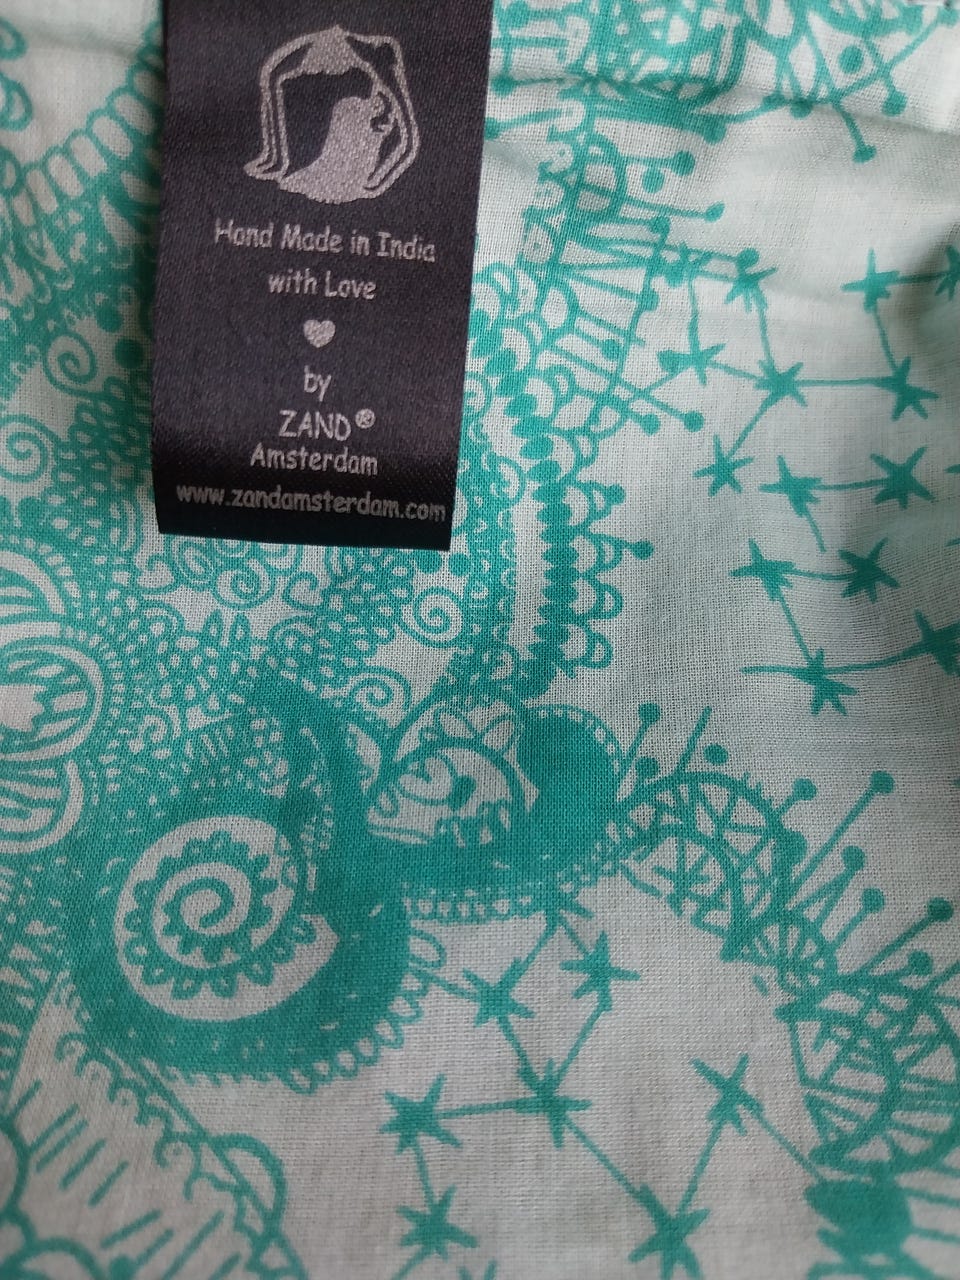 Hand Made in India
with Love
by
ZAND®
Amsterdam
www.zandamsterdam.com